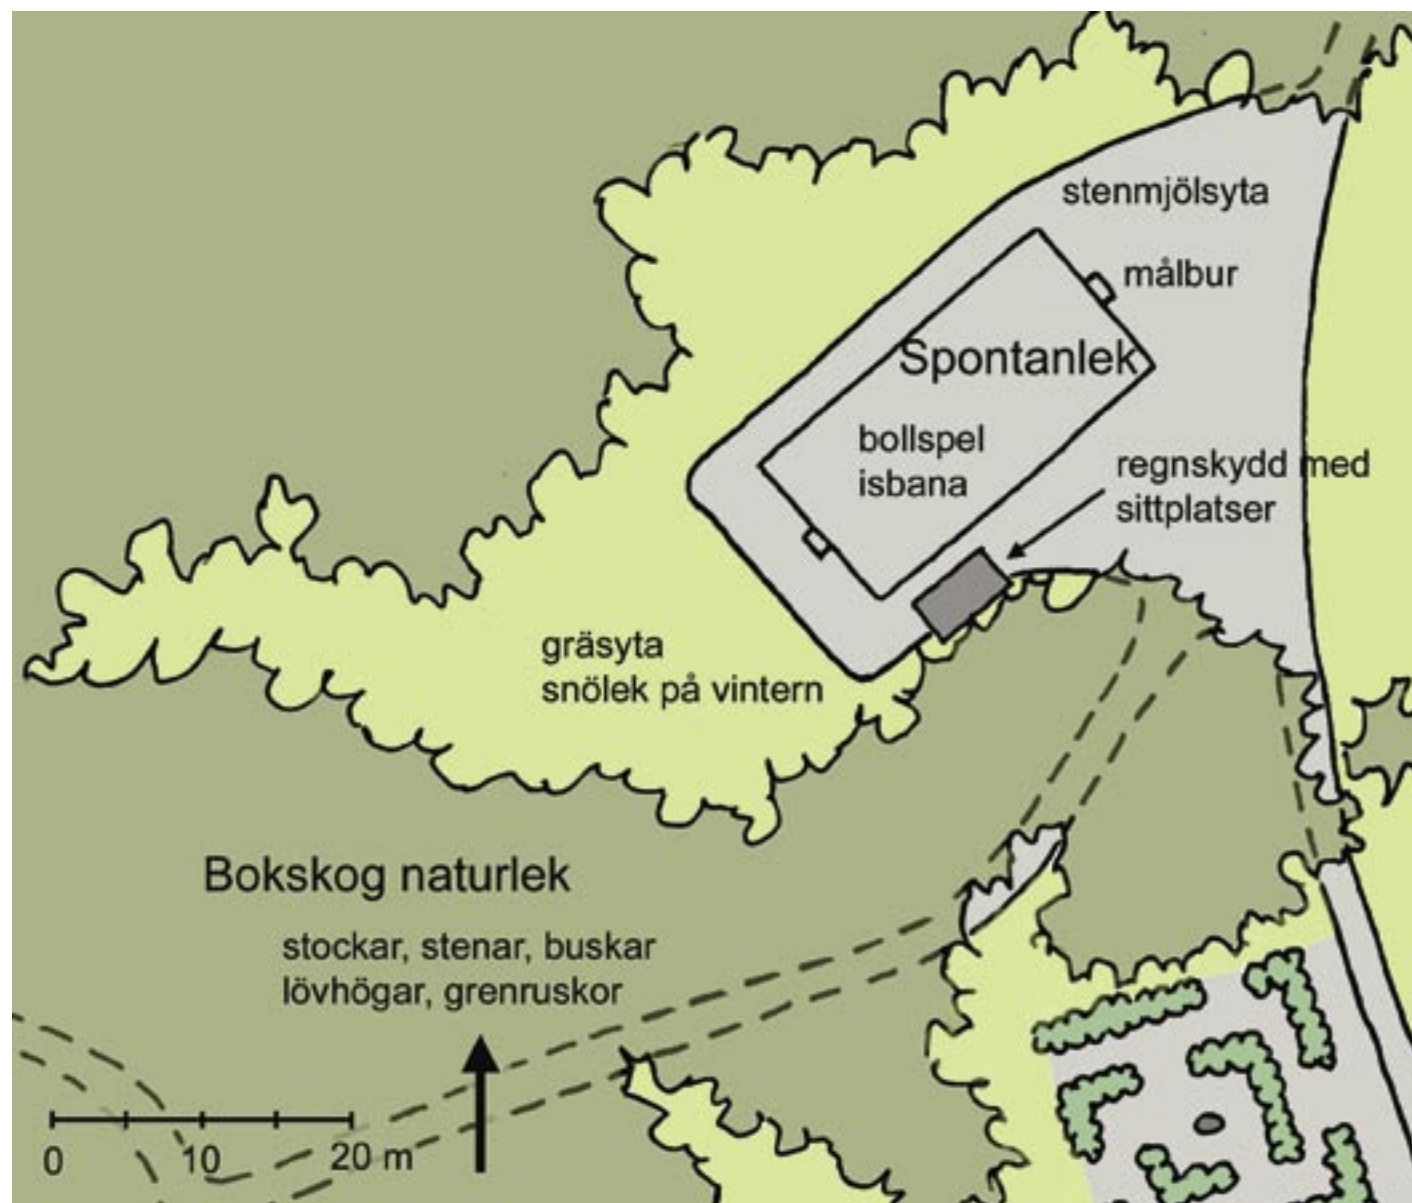 stenmjölsyta
målbur
Spontanlek
bollspel
isbana
regnskydd med
sittplatser
gräsyta
snölek på vintern
Bokskog naturlek
stockar, stenar, buskar
lövhögar, grenruskor
0 10 20 m